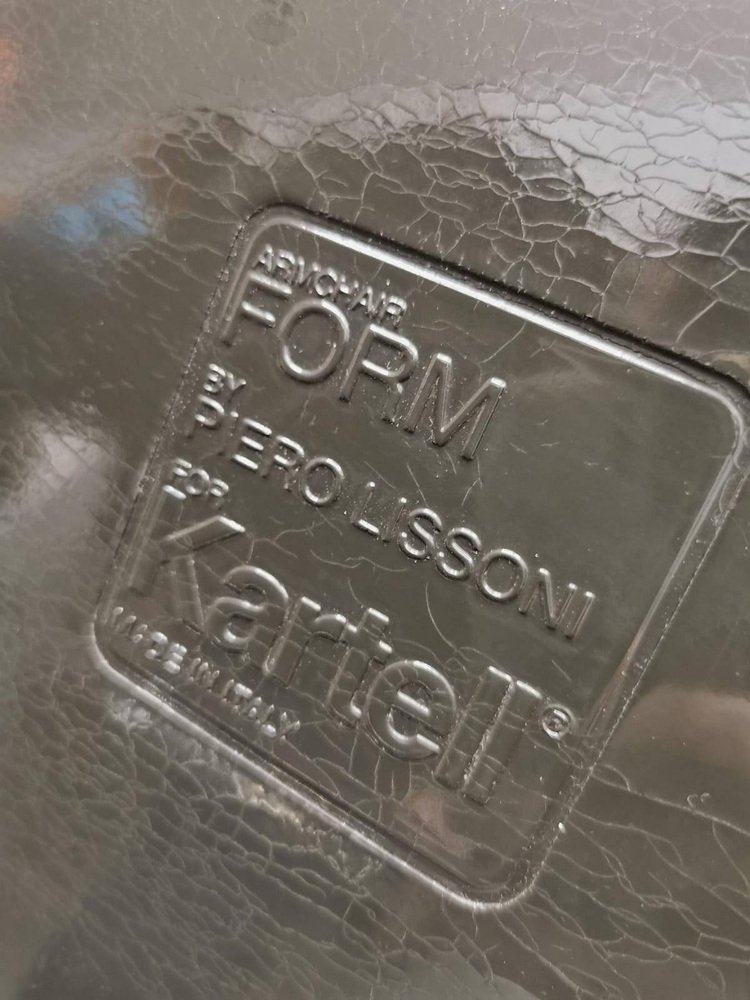 ARMCHAIR
FORM
BY
PIERO LISSONI
FOR
Kartell®
MADE IN ITALY